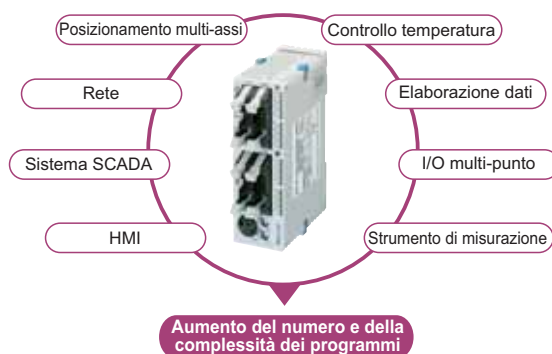 Posizionamento multi-assi
Controllo temperatura
Rete
Elaborazione dati
Sistema SCADA
I/O multi-punto
HMI
Strumento di misurazione
Aumento del numero e della
complessità dei programmi